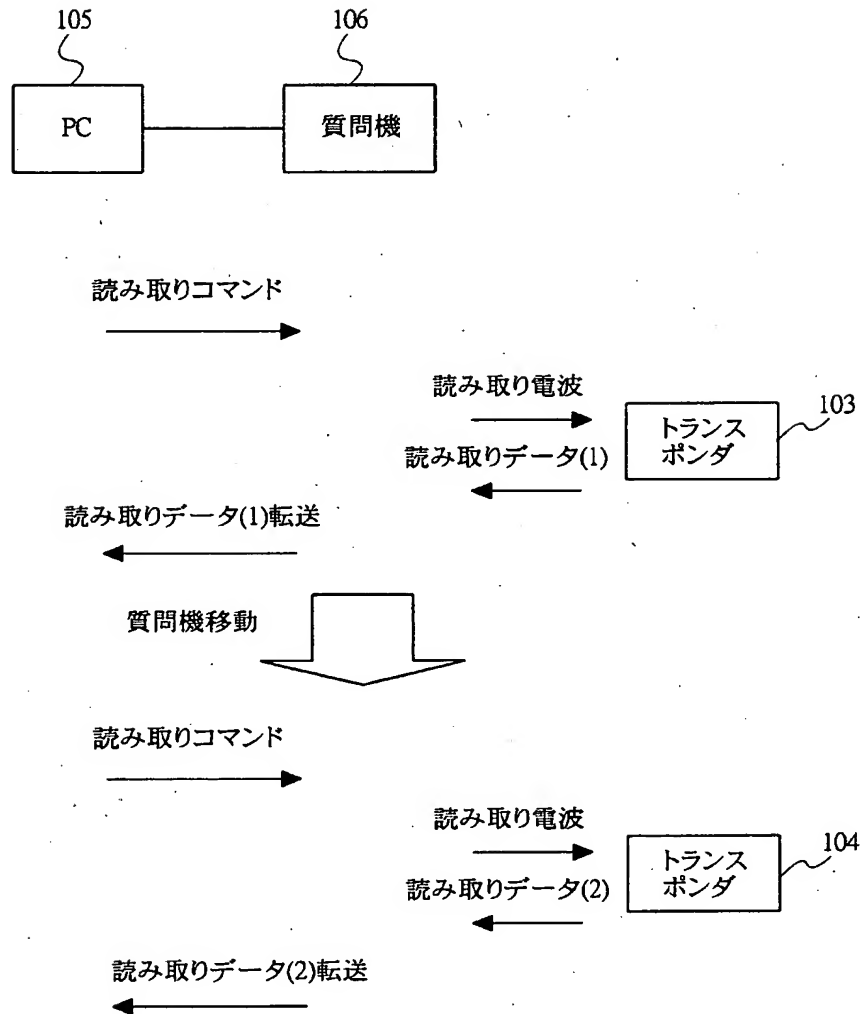 105
106
PC
質問機
読み取りコマンド
読み取り電波
103
トランス
ポンダ
読み取りデータ(1)
読み取りデータ(1)転送
質問機移動
読み取りコマンド
読み取り電波
104
トランス
ポンダ
読み取りデータ(2)
読み取りデータ(2)転送